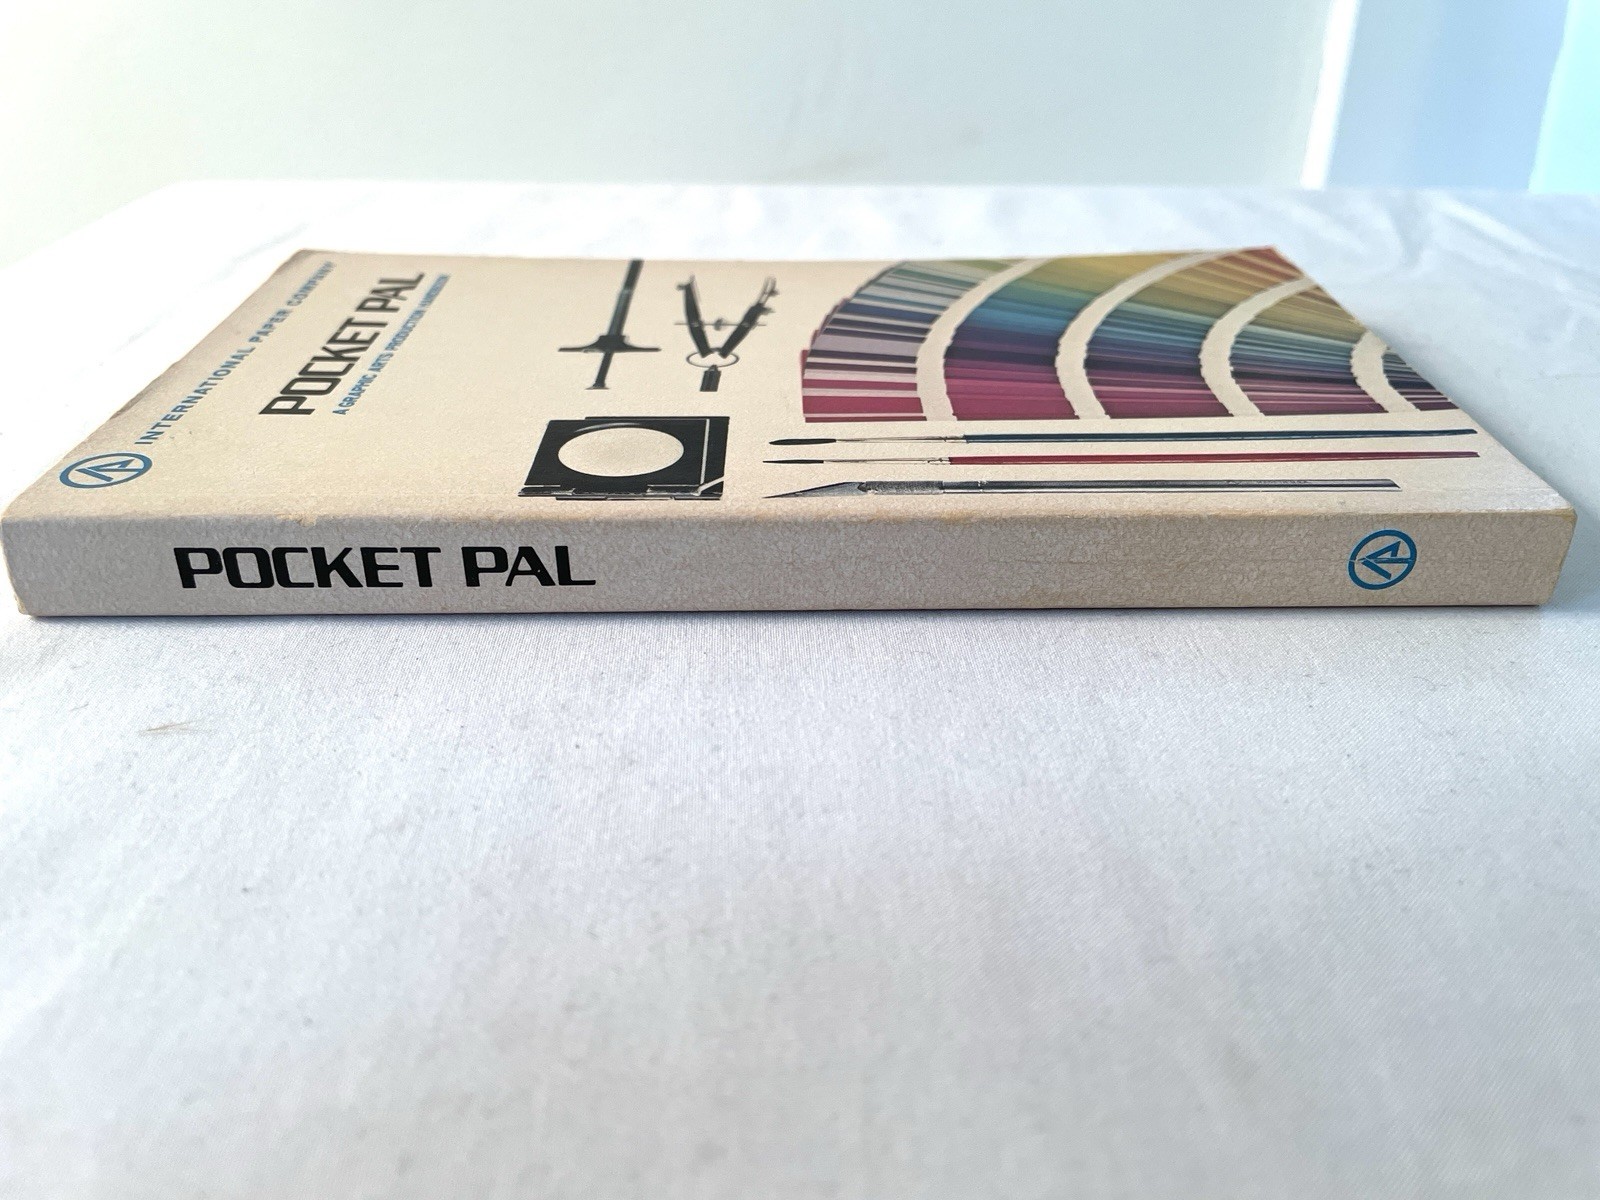 INTERNATIONAL PAPER COMPANY
POCKET PAL
A GRAPHIC ARTS PRODUCTION HANDBOOK
POCKET PAL